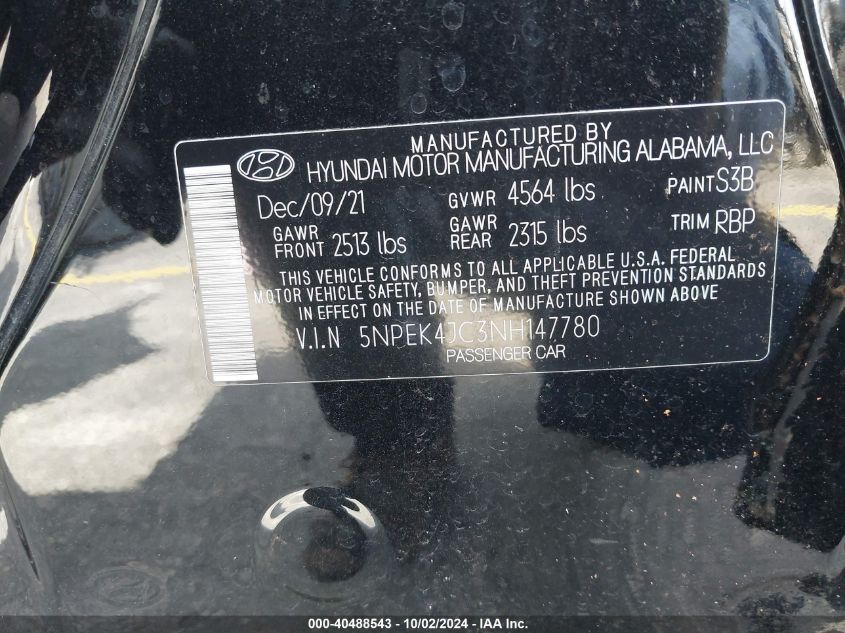 MANUFACTURED BY
HYUNDAI MOTOR MANUFACTURING ALABAMA, LLC
Dec/09/21 GVWR 4564 lbs PAINT S3B
GAWR FRONT 2513 lbs GAWR REAR 2315 lbs TRIM RBP
THIS VEHICLE CONFORMS TO ALL APPLICABLE U.S.A. FEDERAL
MOTOR VEHICLE SAFETY, BUMPER, AND THEFT PREVENTION STANDARDS
IN EFFECT ON THE DATE OF MANUFACTURE SHOWN ABOVE
V.I.N 5NPEK4JC3NH147780
PASSENGER CAR
000-40488543 - 10/02/2024 - IAA Inc.